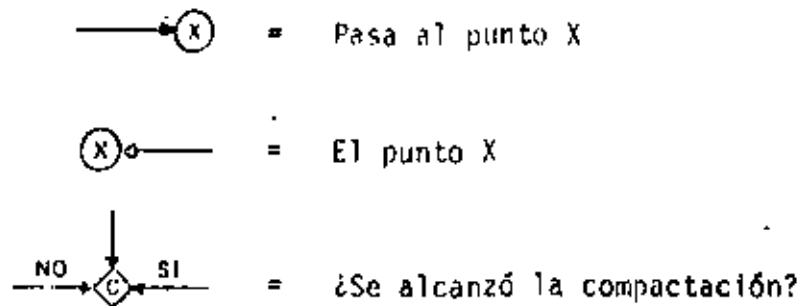 X = Pasa al punto X
X = El punto X
NO C SI = ¿Se alcanzó la compactación?